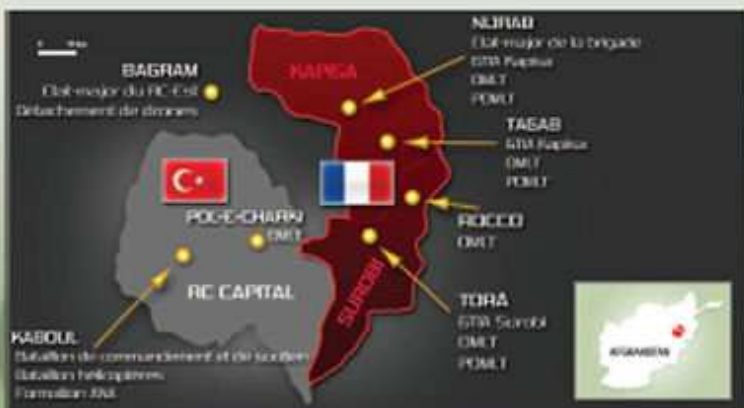 NIJRAB
Etat-major de la brigade
GTIA Kapisa
OMLT
POMLT
BAGRAM
Etat-major du RC-Est
Détachement de drones
KAPISA
TAGAB
GTIA Kapisa
OMLT
POMLT
POL-E-CHARKI
OMLT
ROCCO
OMLT
RC CAPITAL
SUROBI
TORA
GTIA Surobi
OMLT
POMLT
KABOUL
Bataillon de commandement et de soutien
Bataillon hélicoptères
Formation ANA
AFGHANISTAN